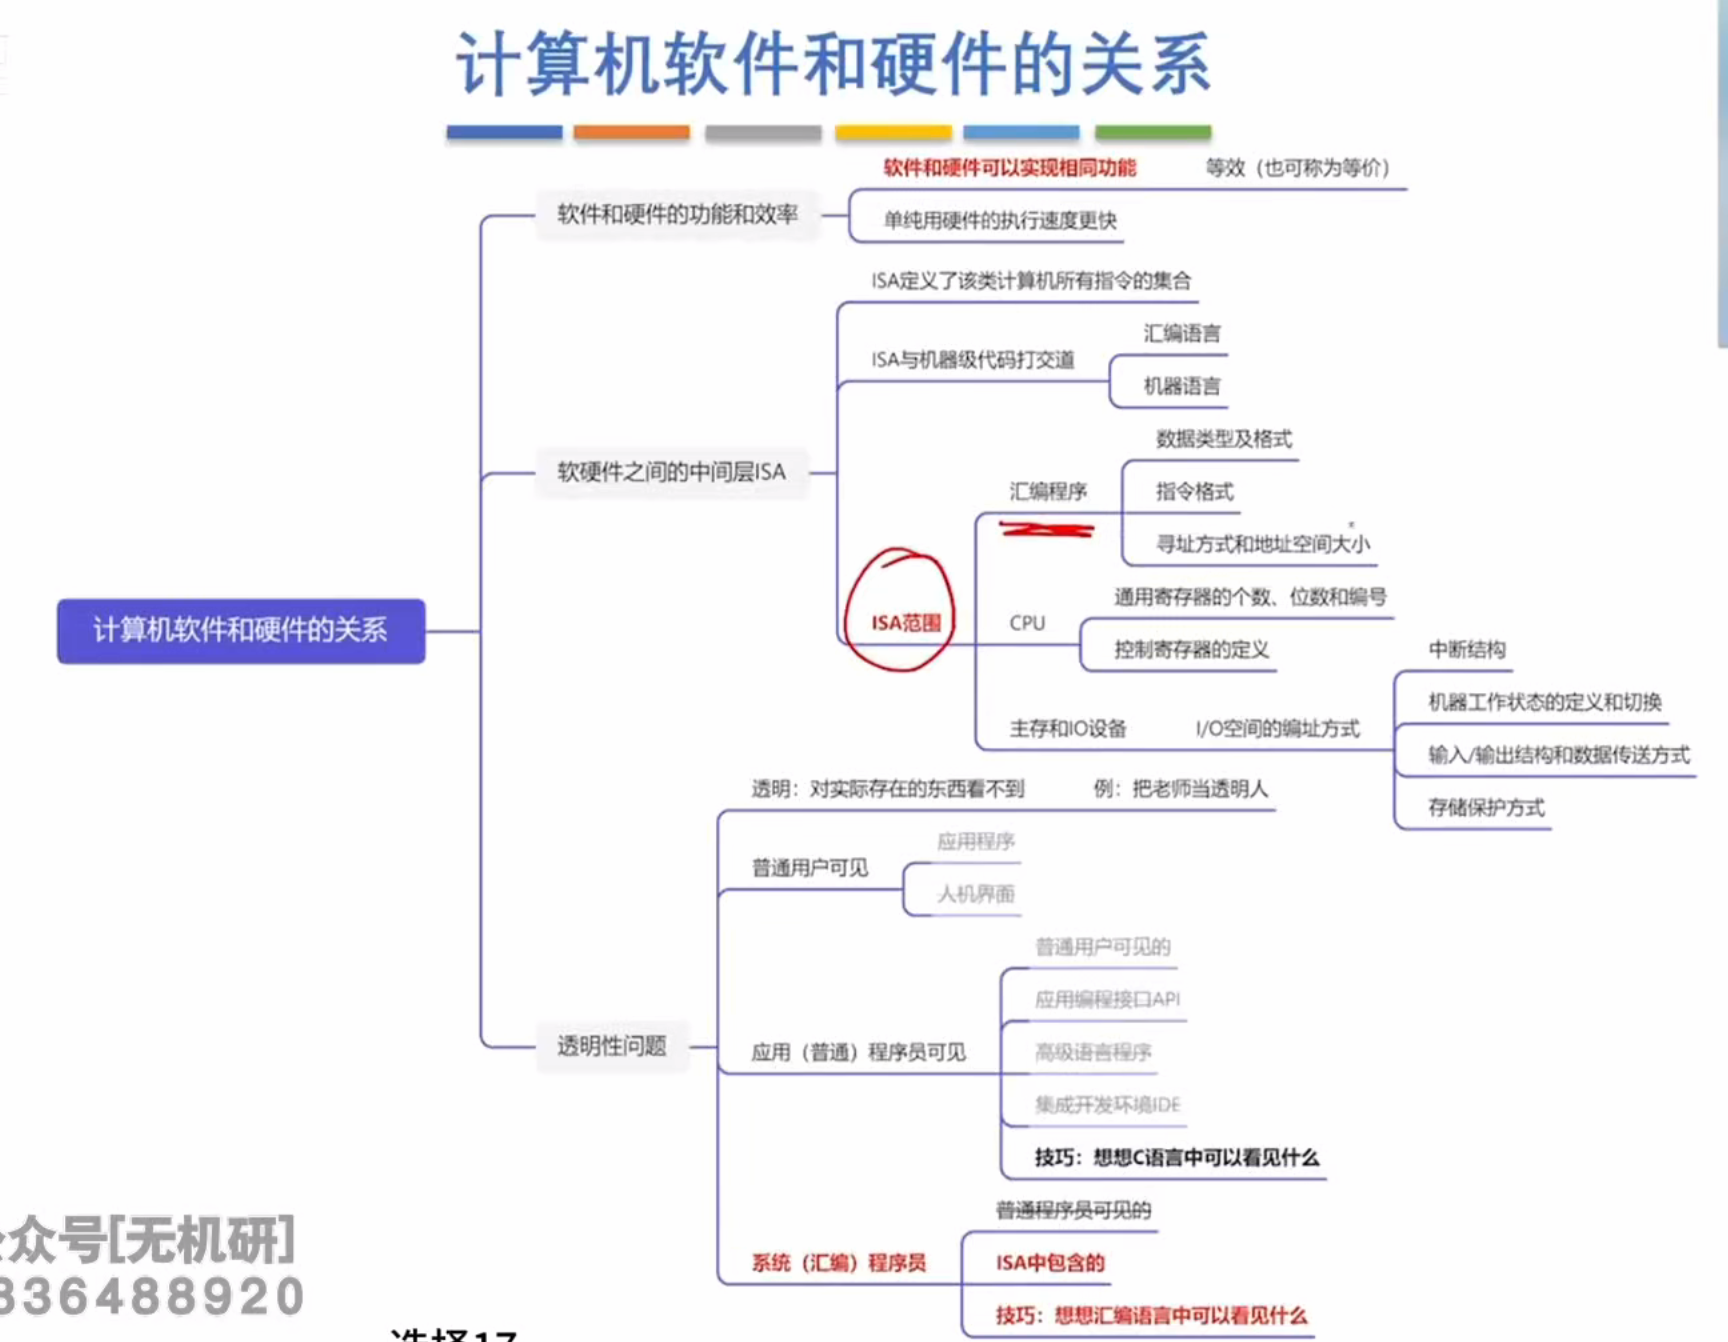 计算机软件和硬件的关系
软件和硬件可以实现相同功能 等效（也可称为等价）
软件和硬件的功能和效率
单纯用硬件的执行速度更快
ISA定义了该类计算机所有指令的集合
汇编语言
ISA与机器级代码打交道
机器语言
数据类型及格式
软硬件之间的中间层ISA
汇编程序
指令格式
寻址方式和地址空间大小
通用寄存器的个数、位数和编号
ISA范围
CPU
计算机软件和硬件的关系
控制寄存器的定义
中断结构
机器工作状态的定义和切换
主存和IO设备 I/O空间的编址方式
输入/输出结构和数据传送方式
透明：对实际存在的东西看不到 例：把老师当透明人
存储保护方式
应用程序
普通用户可见
人机界面
普通用户可见的
应用编程接口API
透明性问题
应用（普通）程序员可见
高级语言程序
集成开发环境IDE
技巧：想想C语言中可以看见什么
普通程序员可见的
系统（汇编）程序员
ISA中包含的
技巧：想想汇编语言中可以看见什么
众号[无机研]
836488920
选择17